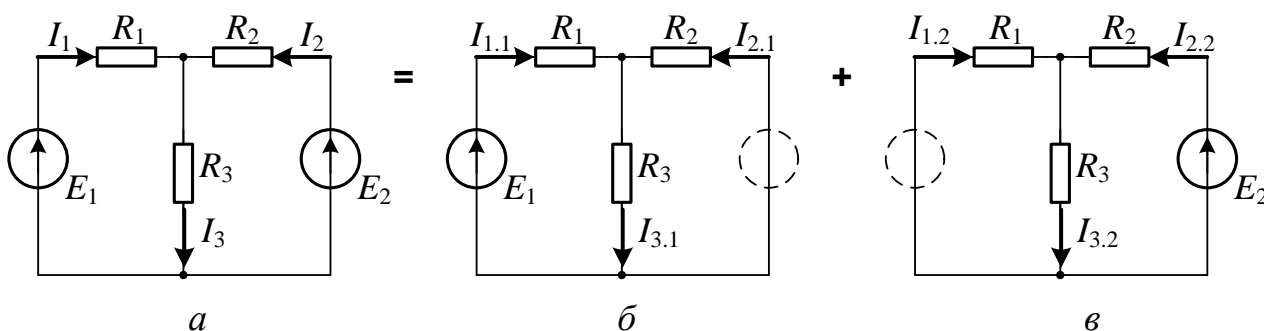 I1 R1 R2 I2 = I1.1 R1 R2 I2.1 + I1.2 R1 R2 I2.2
E1 R3 E2 E1 R3 R3 E2
I3 I3.1 I3.2
а б в